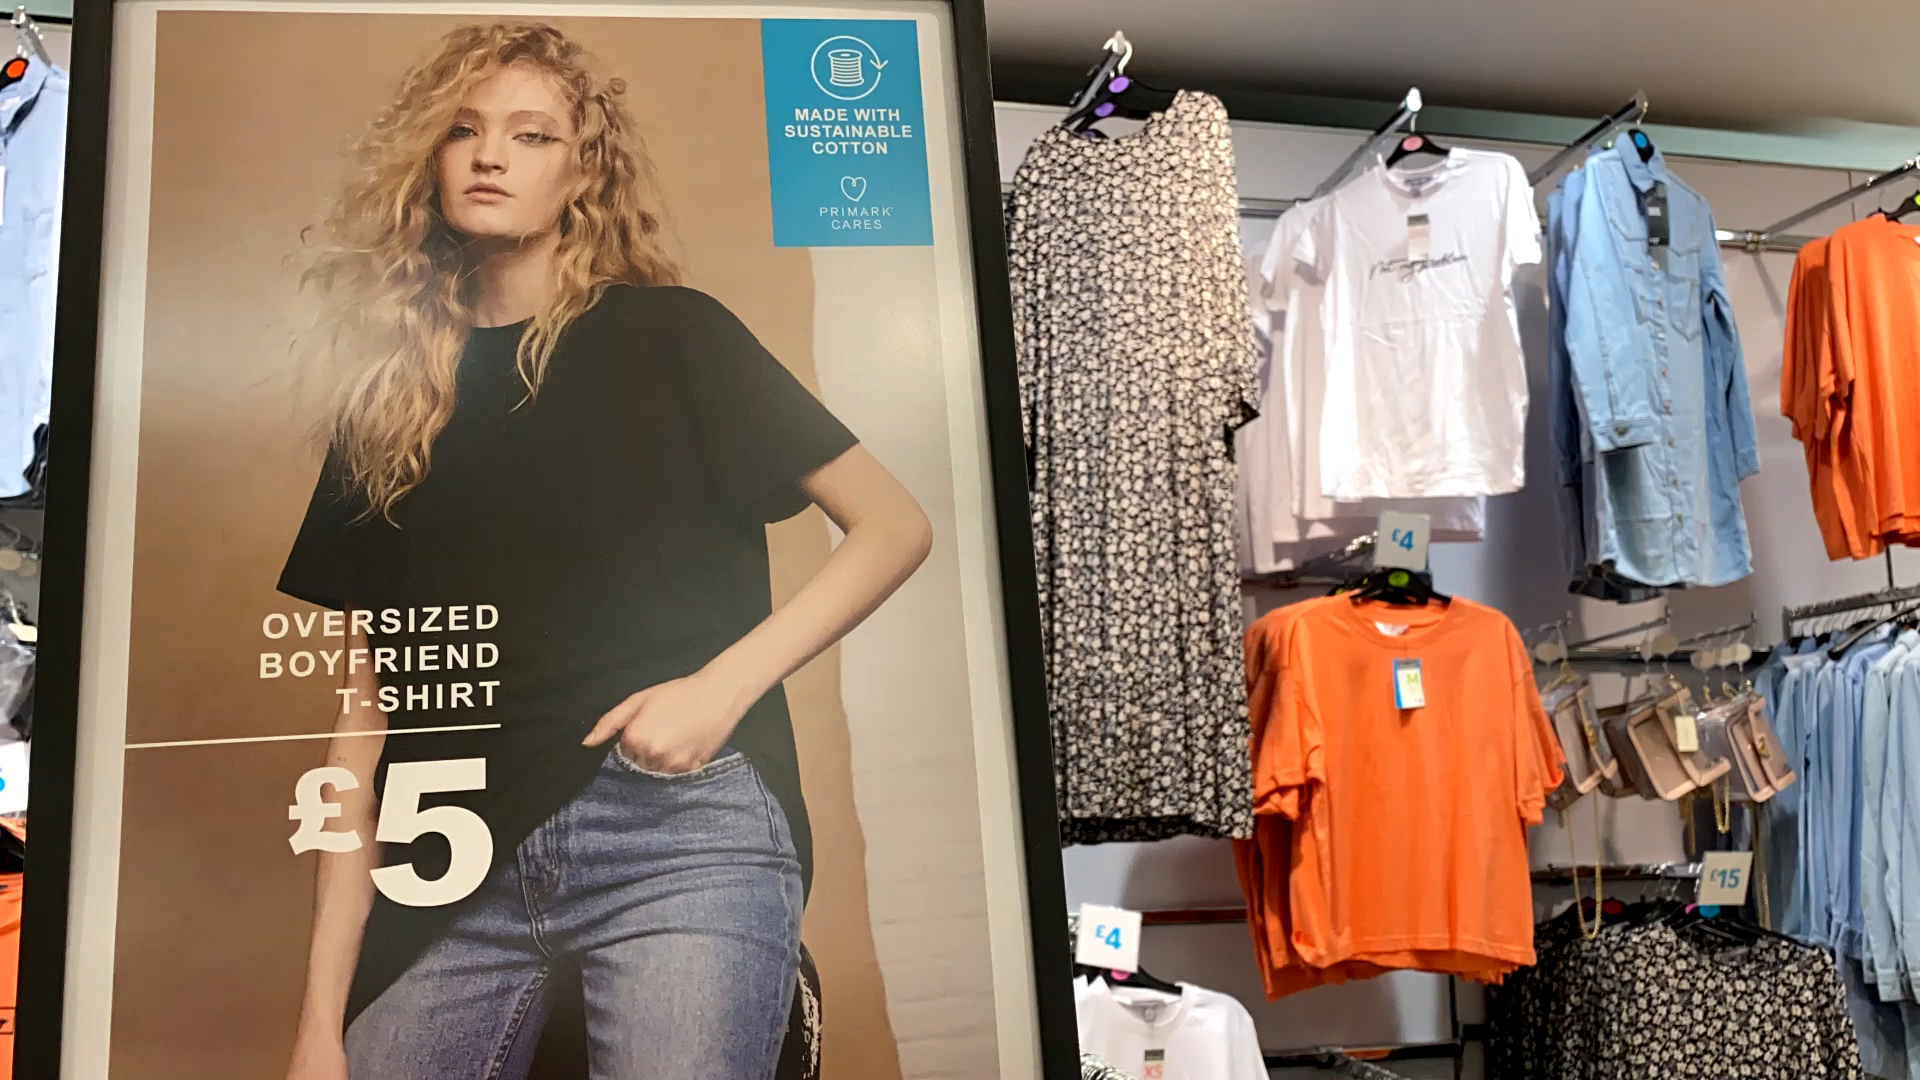 MADE WITH
SUSTAINABLE
COTTON
PRIMARK
CARES
OVERSIZED
BOYFRIEND
T-SHIRT
£5
£4
M
£15
£4
XS